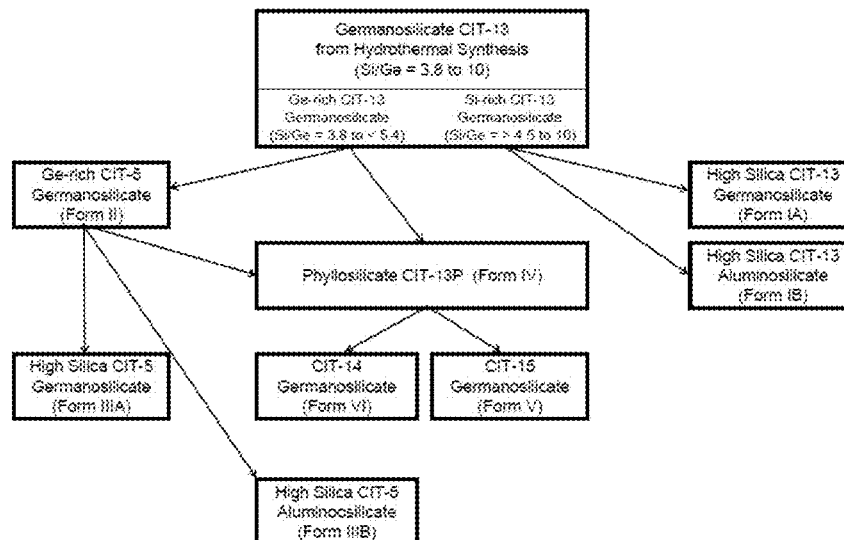 Germanosilicate CIT-13
from Hydrothermal Synthesis
(Si/Ge = 3.8 to 10)
Ge-rich CIT-13
Germanosilicate
(Si/Ge = 3.8 to < 5.4)
Si-rich CIT-13
Germanosilicate
(Si/Ge = > 4.5 to 10)
Ge-rich CIT-5
Germanosilicate
(Form II)
High Silica CIT-13
Germanosilicate
(Form IA)
Phyllosilicate CIT-13P (Form IV)
High Silica CIT-13
Aluminosilicate
(Form IB)
High Silica CIT-5
Germanosilicate
(Form IIIA)
CIT-14
Germanosilicate
(Form VI)
CIT-15
Germanosilicate
(Form V)
High Silica CIT-5
Aluminocsilicate
(Form IIIB)